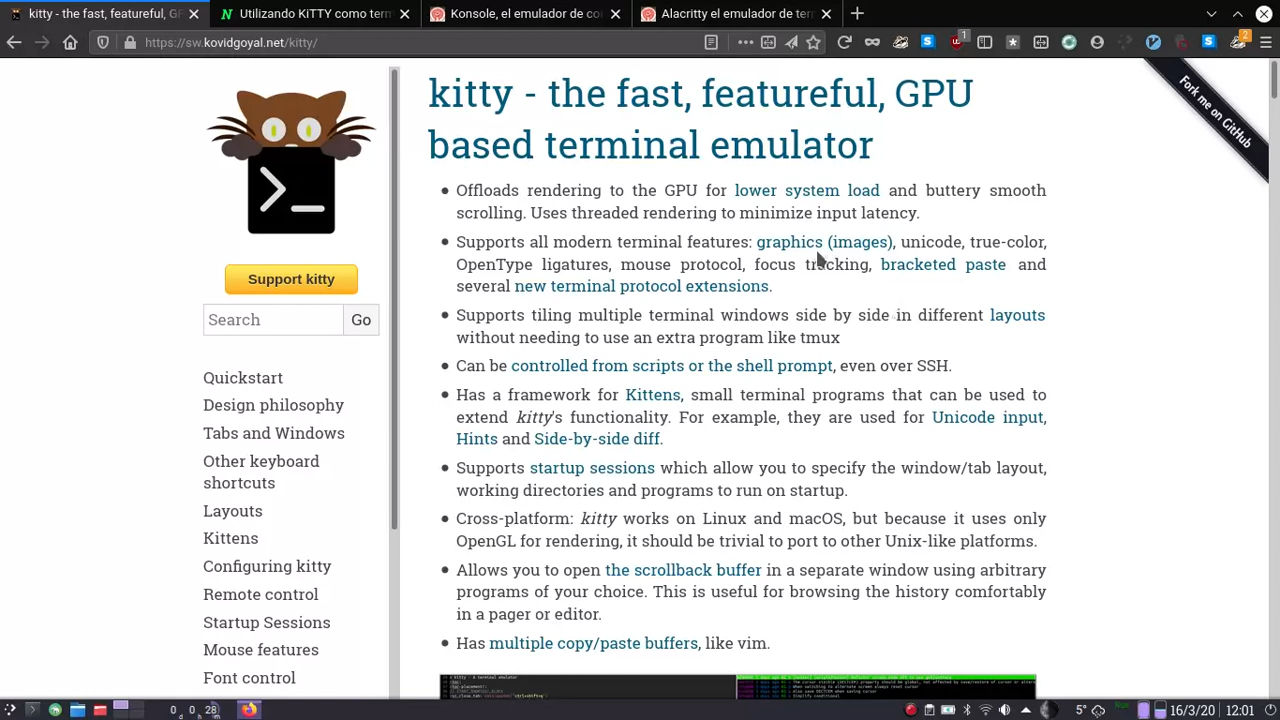 kitty - the fast, featureful,
Utilizando KITTY como tern
Konsole, el emulador de co
Alacritty el emulador de ter
https://sw.kovidgoyal.net/kitty/
1
2
Fork me on GitHub
Support kitty
Search
Go
Quickstart
Design philosophy
Tabs and Windows
Other keyboard
shortcuts
Layouts
Kittens
Configuring kitty
Remote control
Startup Sessions
Mouse features
Font control
kitty - the fast, featureful, GPU
based terminal emulator
Offloads rendering to the GPU for lower system load and buttery smooth
scrolling. Uses threaded rendering to minimize input latency.
Supports all modern terminal features: graphics (images), unicode, true-color,
OpenType ligatures, mouse protocol, focus tracking, bracketed paste and
several new terminal protocol extensions.
Supports tiling multiple terminal windows side by side in different layouts
without needing to use an extra program like tmux
Can be controlled from scripts or the shell prompt, even over SSH.
Has a framework for Kittens, small terminal programs that can be used to
extend kitty's functionality. For example, they are used for Unicode input,
Hints and Side-by-side diff.
Supports startup sessions which allow you to specify the window/tab layout,
working directories and programs to run on startup.
Cross-platform: kitty works on Linux and macOS, but because it uses only
OpenGL for rendering, it should be trivial to port to other Unix-like platforms.
Allows you to open the scrollback buffer in a separate window using arbitrary
programs of your choice. This is useful for browsing the history comfortably
in a pager or editor.
Has multiple copy/paste buffers, like vim.
5° 16/3/20 12:01